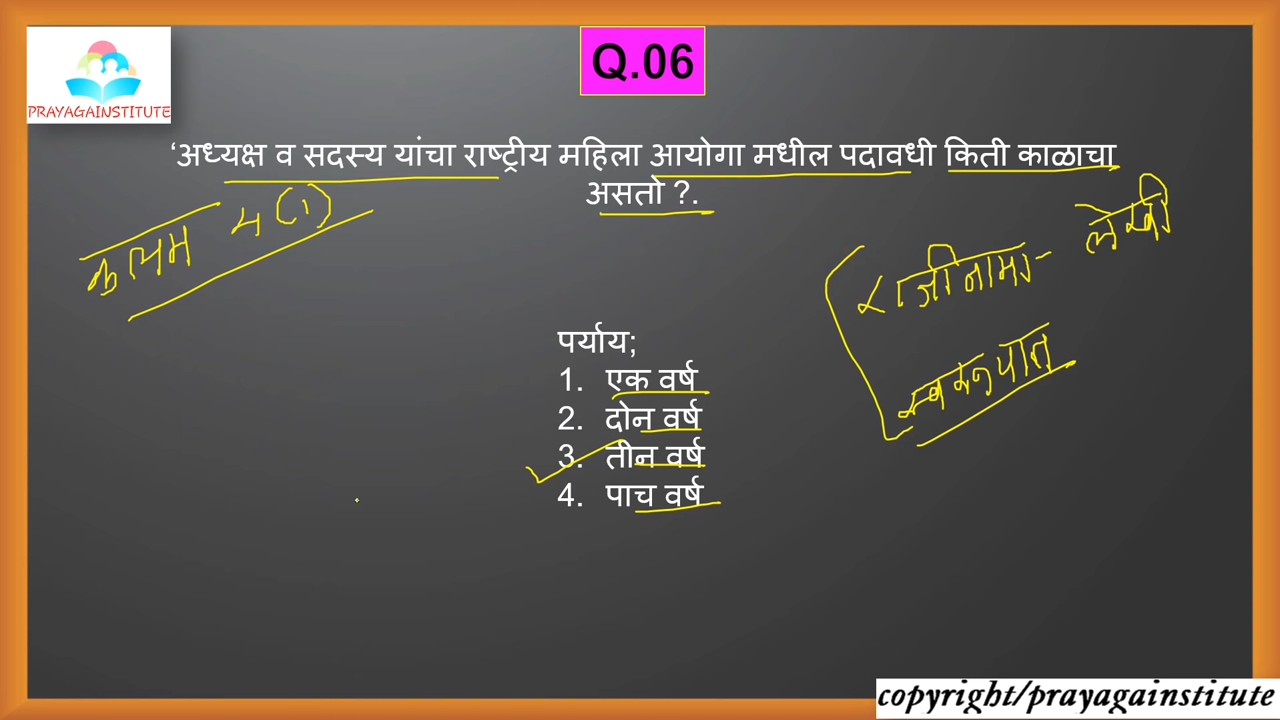 PRAYAGAINSTITUTE
Q.06
‘अध्यक्ष व सदस्य यांचा राष्ट्रीय महिला आयोगा मधील पदावधी किती काळाचा
असतो ?.
कलम ५(१)
राजीनामा - लेखी
स्वरुपात
पर्याय;
1. एक वर्ष
2. दोन वर्ष
3. तीन वर्ष
4. पाच वर्ष
copyright/prayagainstitute